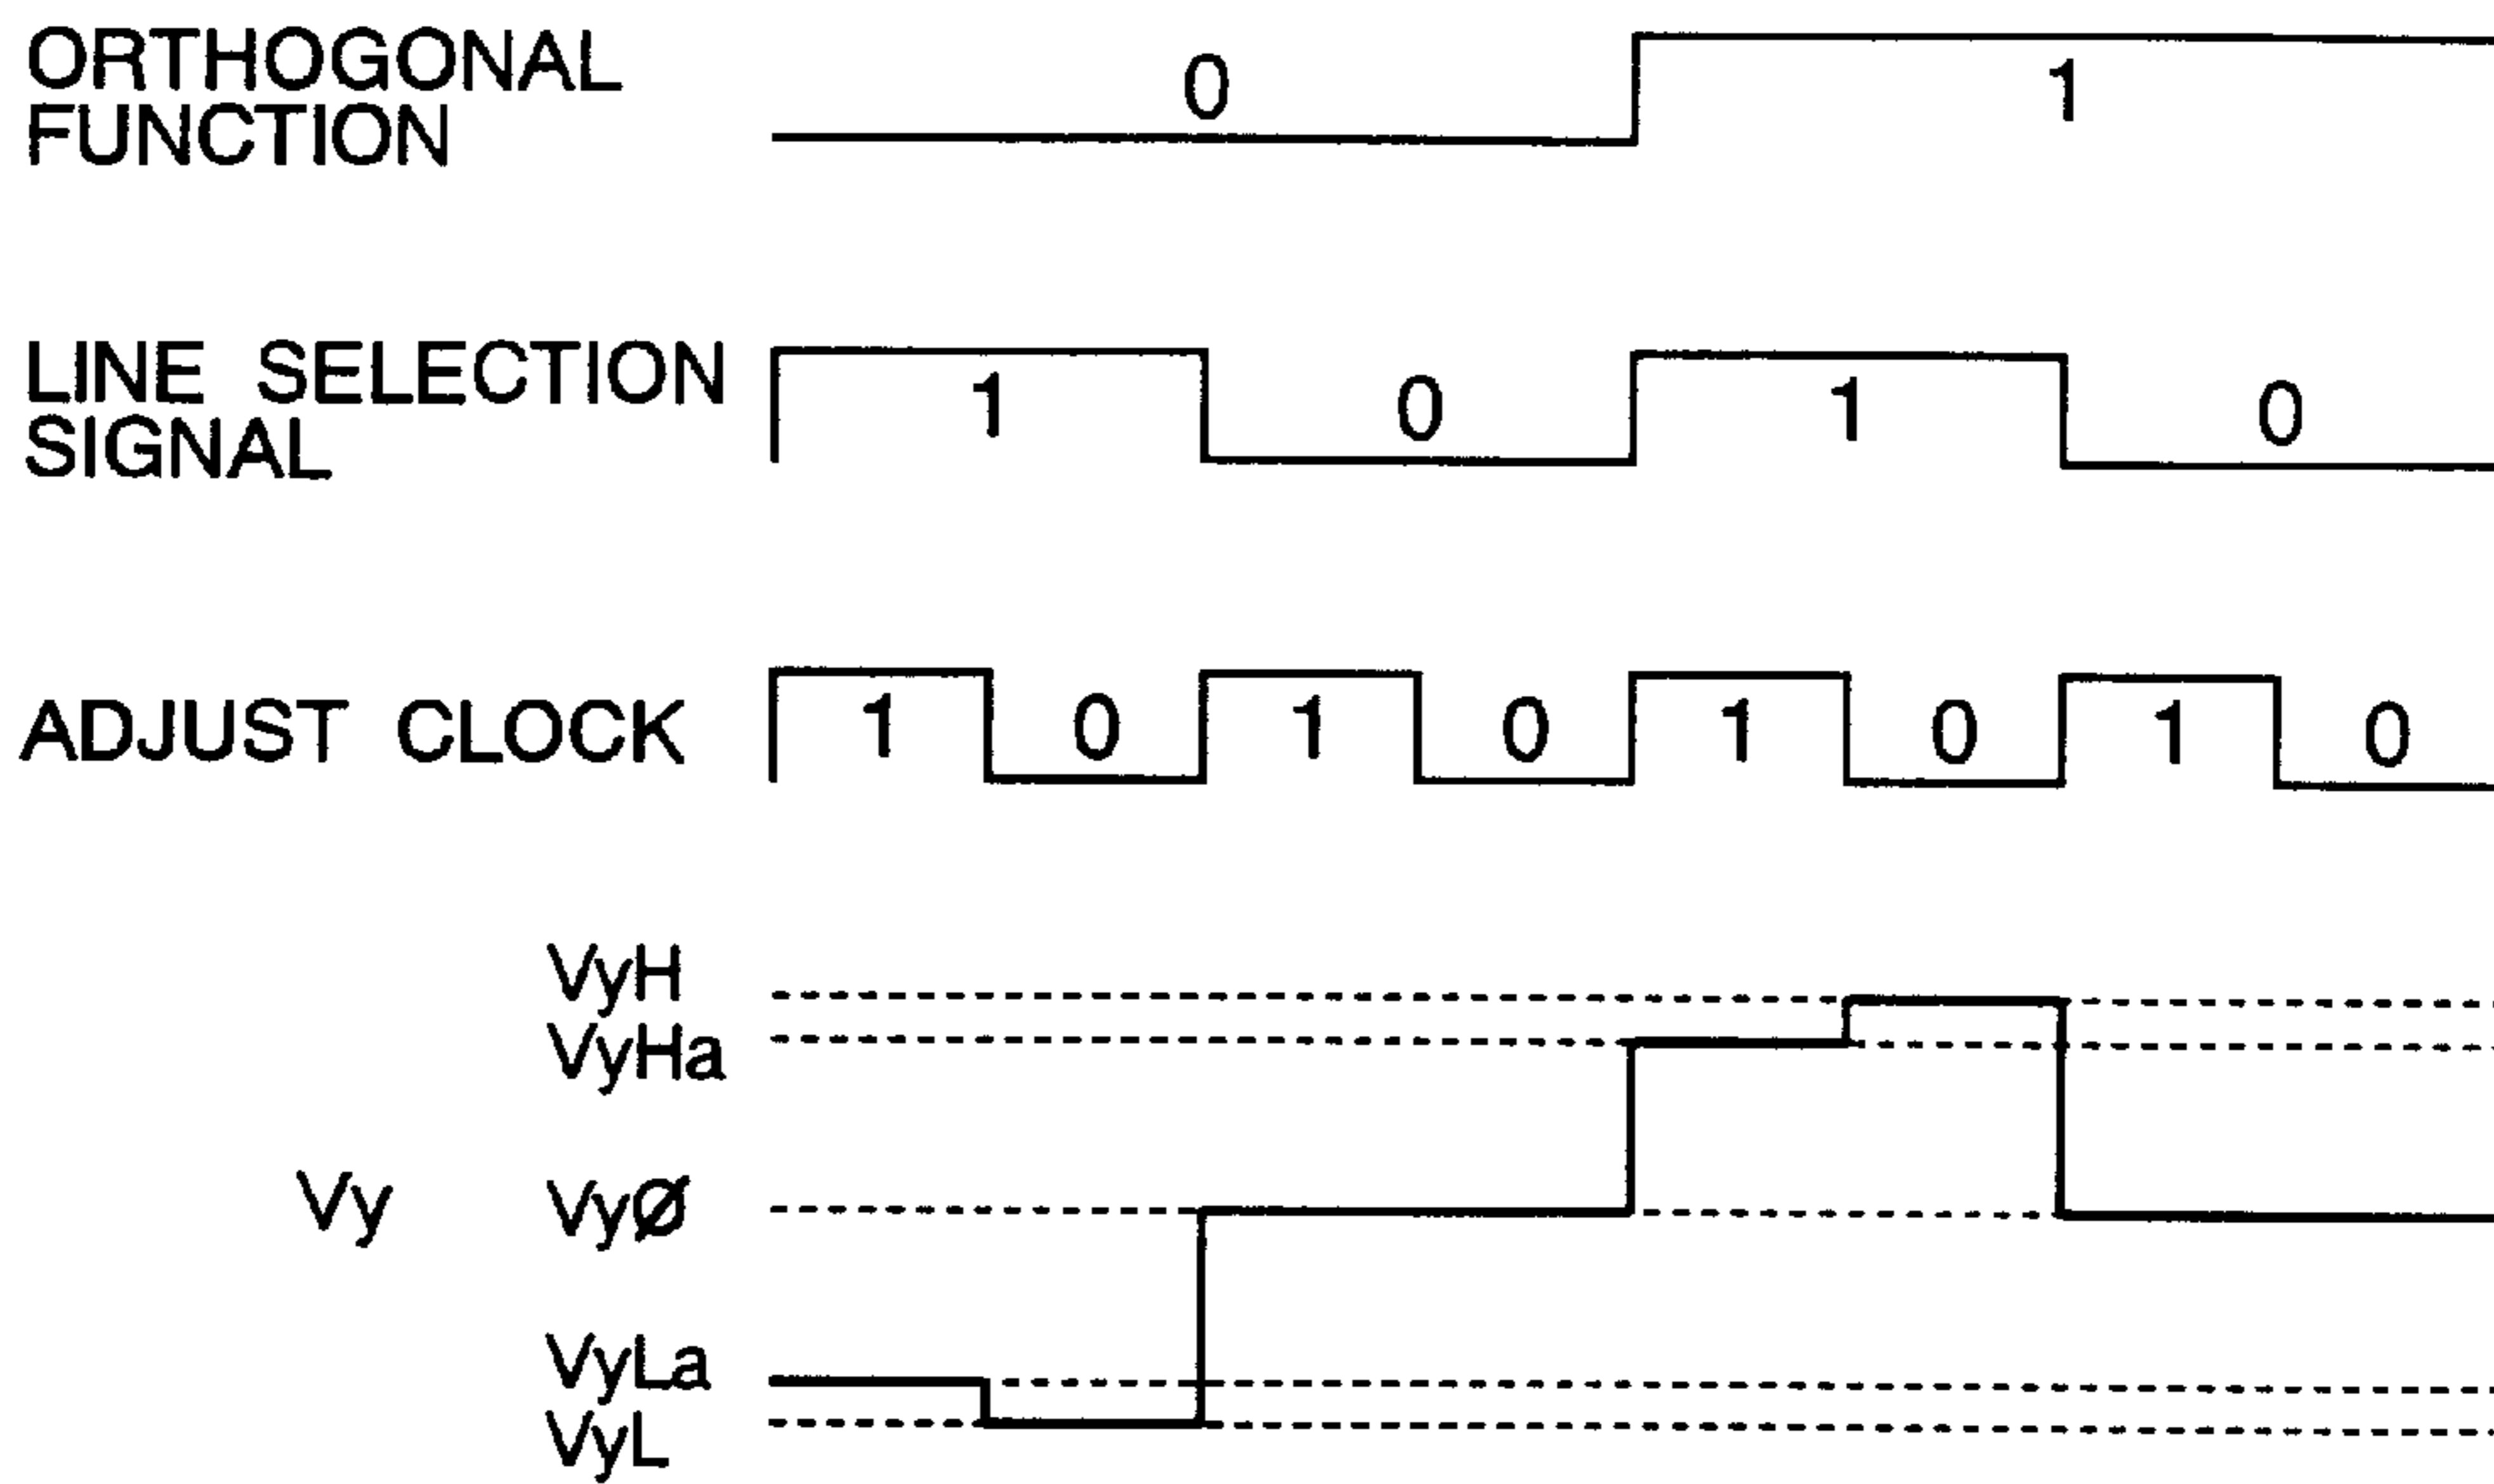 ORTHOGONAL
FUNCTION
0 1
LINE SELECTION
SIGNAL
1 0 1 0
ADJUST CLOCK
1 0 1 0 1 0 1 0
VyH
VyHa
Vy VyØ
VyLa
VyL